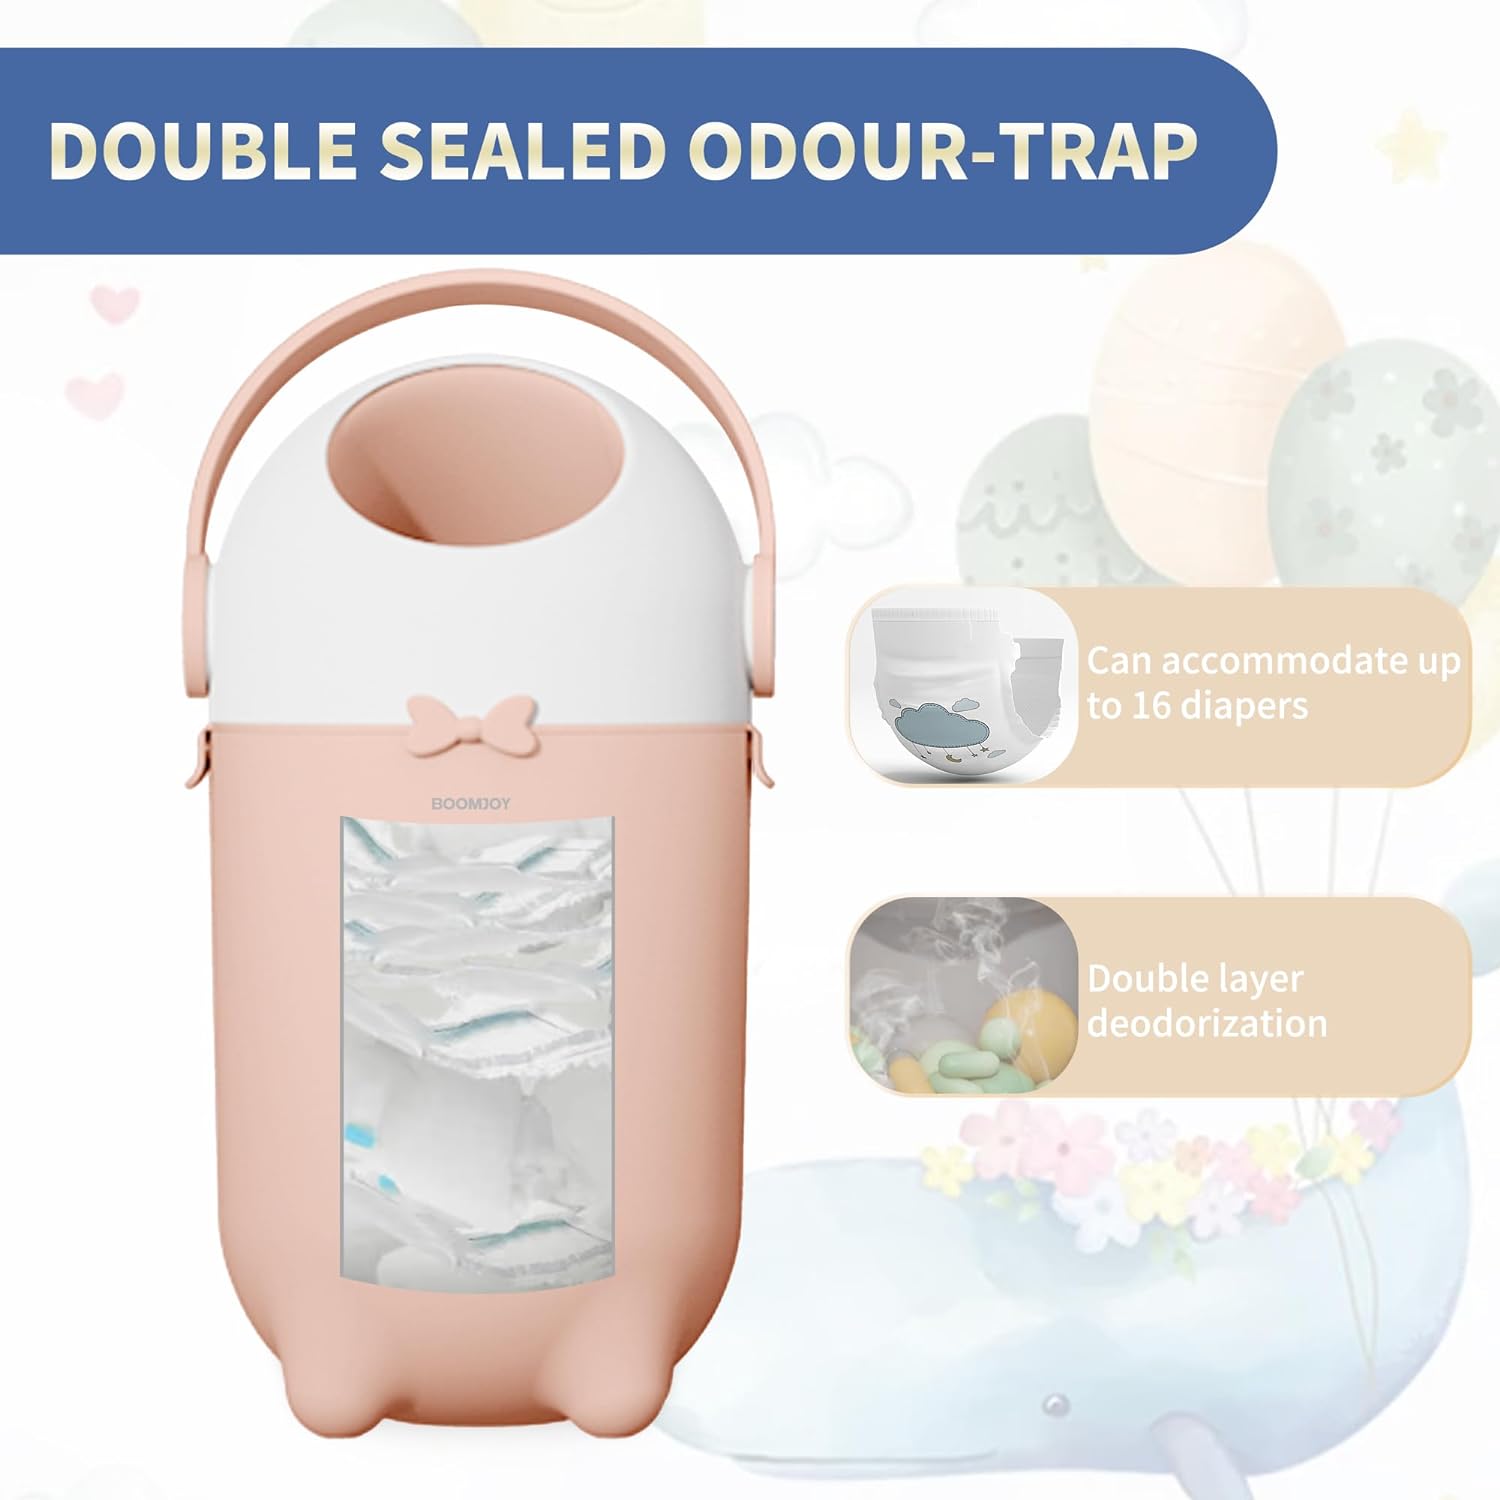 DOUBLE SEALED ODOUR-TRAP
BOOMJOY
Can accommodate up
to 16 diapers
Double layer
deodorization